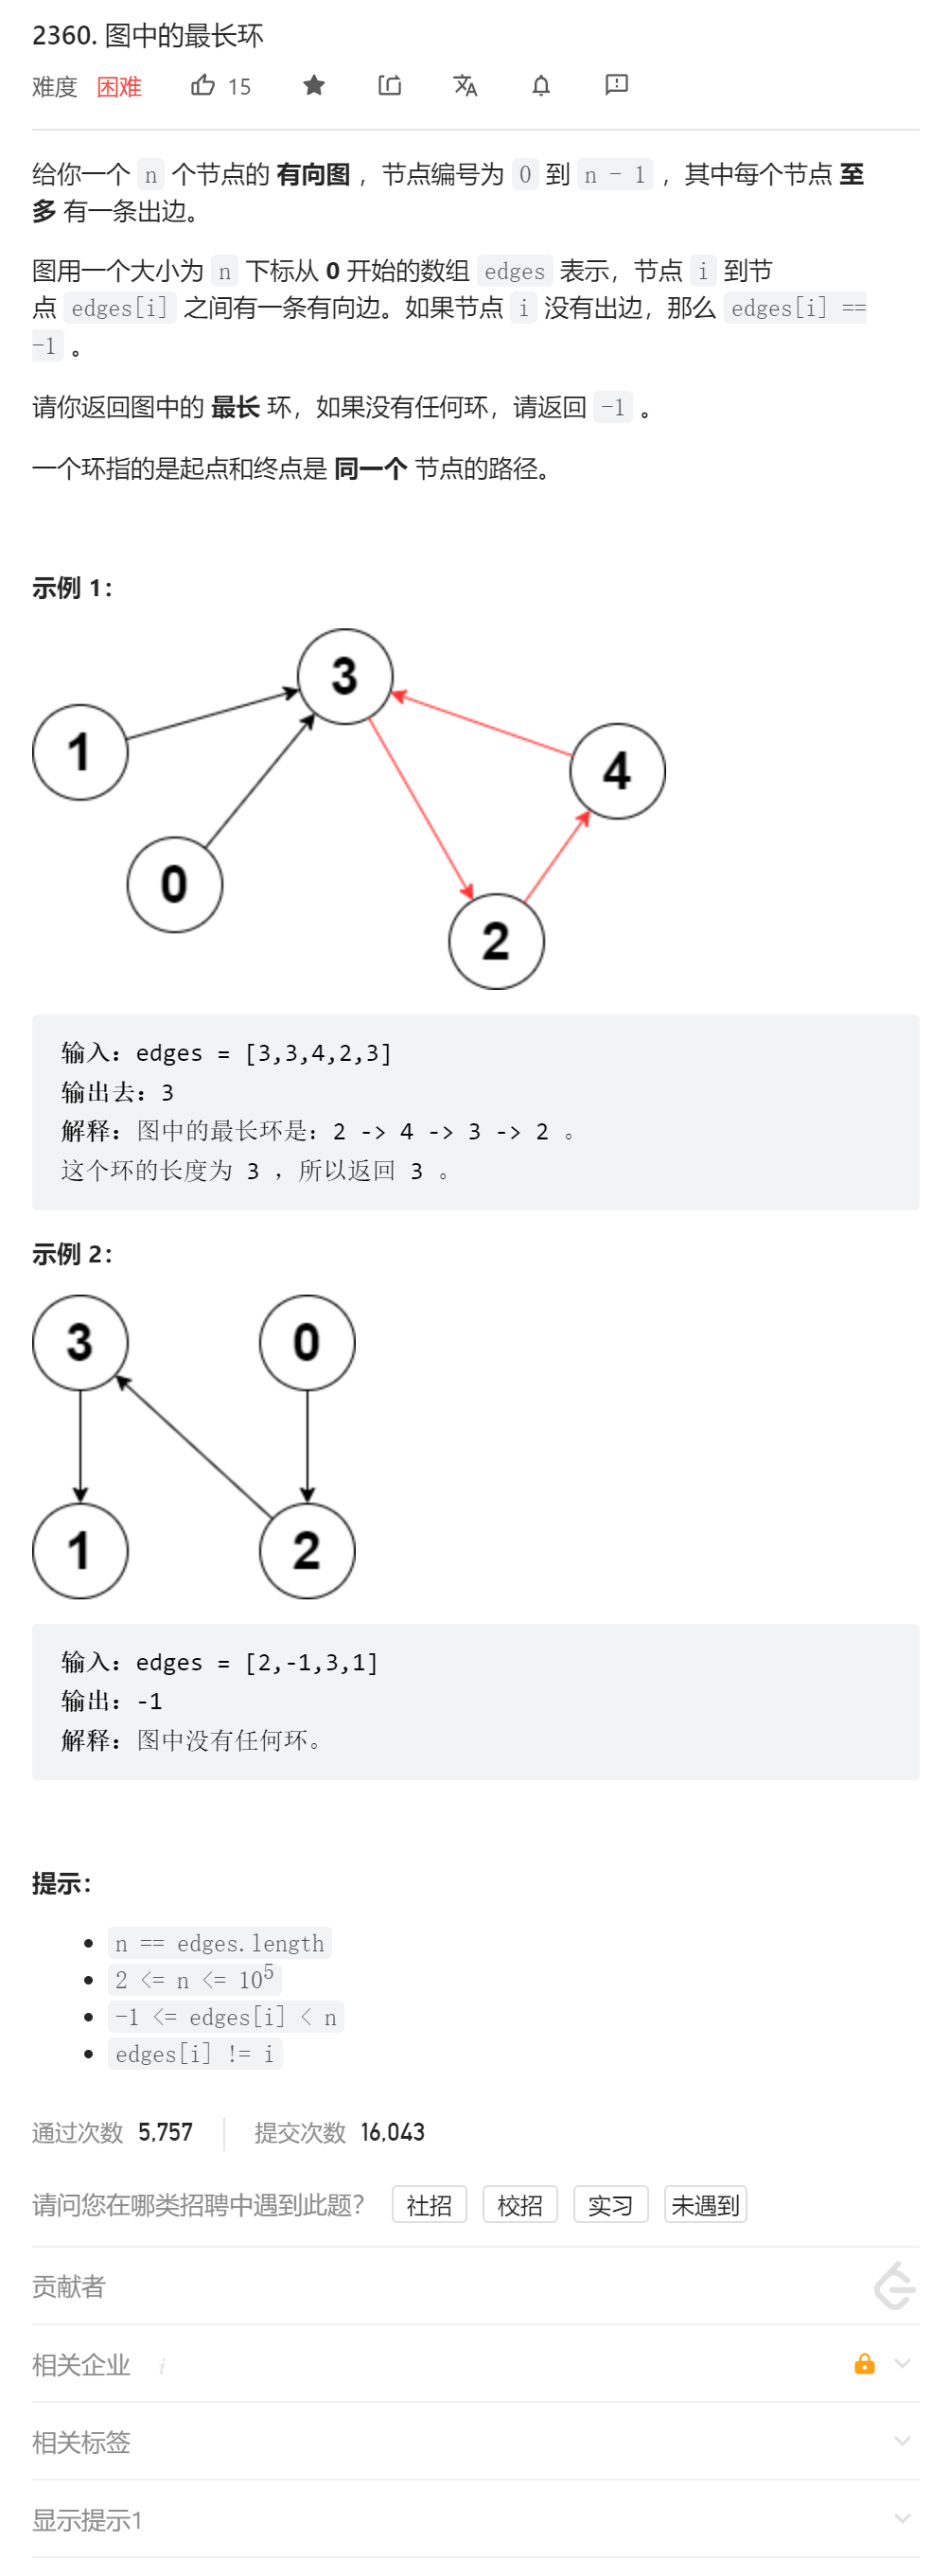 2360. 图中的最长环
难度 困难 15
给你一个 n 个节点的 有向图 ，节点编号为 0 到 n - 1 ，其中每个节点 至
多 有一条出边。
图用一个大小为 n 下标从 0 开始的数组 edges 表示，节点 i 到节
点 edges[i] 之间有一条有向边。如果节点 i 没有出边，那么 edges[i] ==
-1 。
请你返回图中的 最长 环，如果没有任何环，请返回 -1 。
一个环指的是起点和终点是 同一个 节点的路径。
示例 1：
3
1
4
0
2
输入：edges = [3,3,4,2,3]
输出去：3
解释：图中的最长环是：2 -> 4 -> 3 -> 2 。
这个环的长度为 3 ，所以返回 3 。
示例 2：
3 0
1 2
输入：edges = [2,-1,3,1]
输出：-1
解释：图中没有任何环。
提示：
n == edges.length
2 <= n <= 10⁵
-1 <= edges[i] < n
edges[i] != i
通过次数 5,757 提交次数 16,043
请问您在哪类招聘中遇到此题？ 社招 校招 实习 未遇到
贡献者
相关企业 i
相关标签
显示提示1